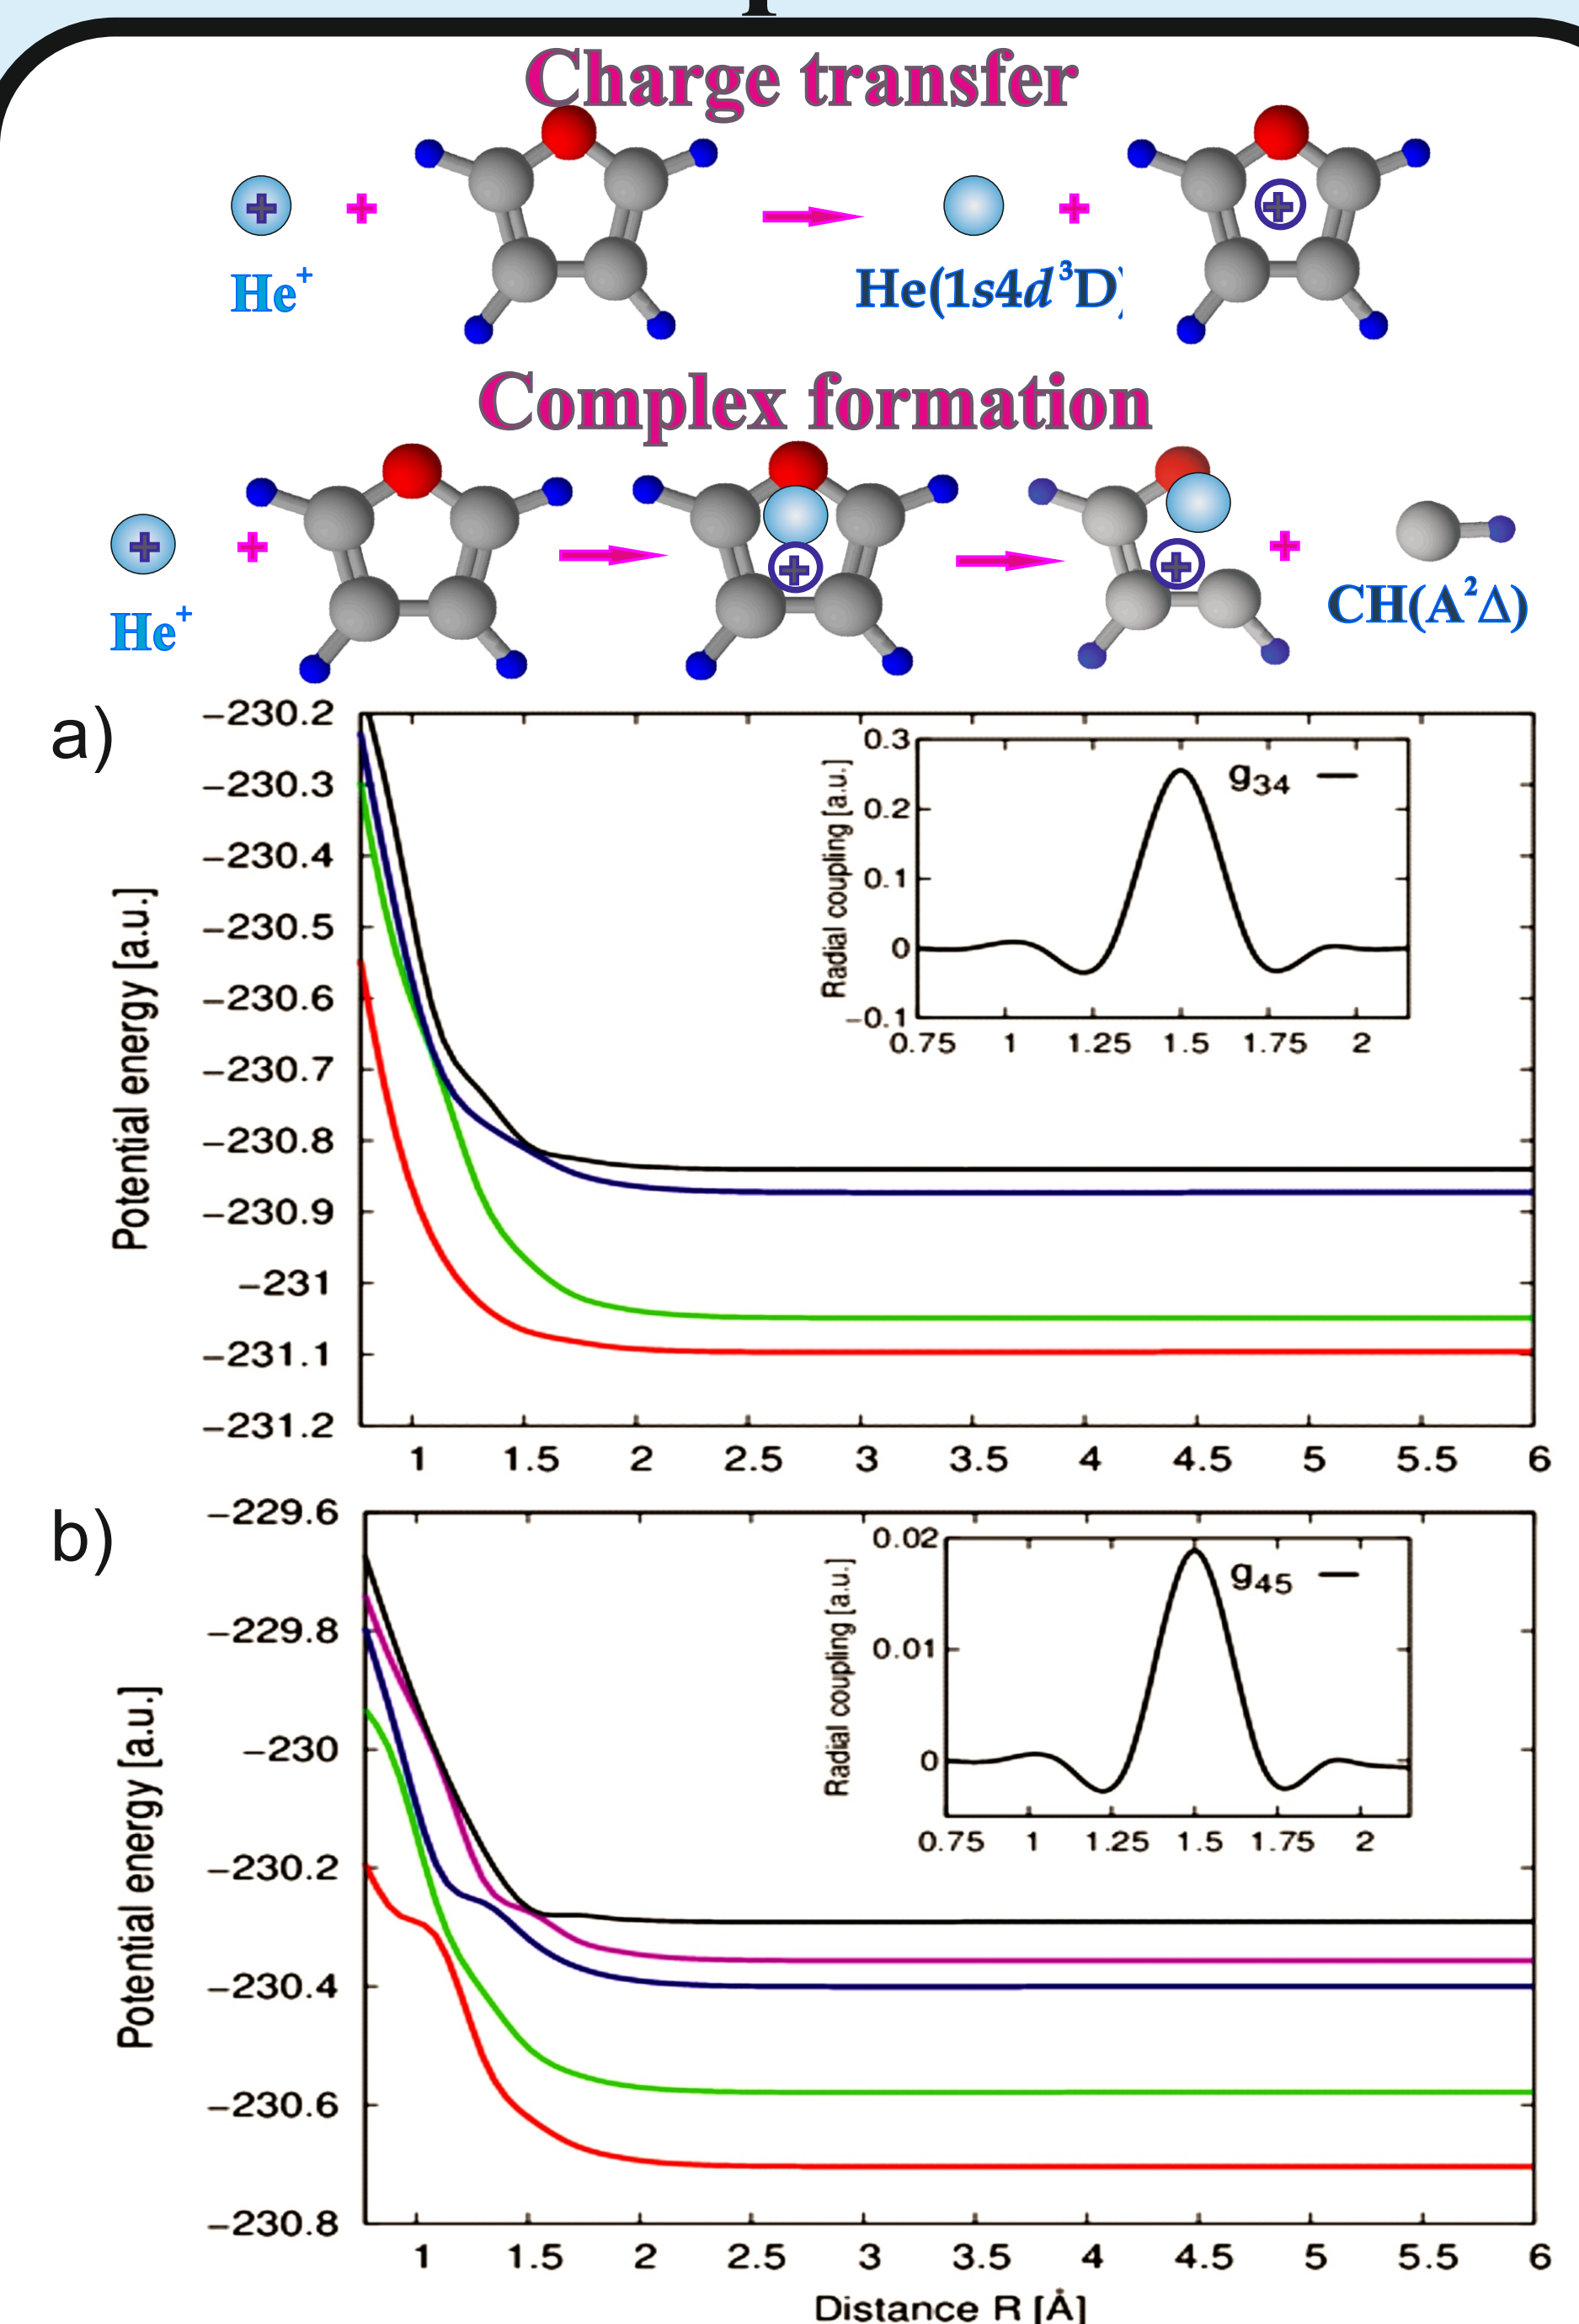 Charge transfer
He⁺
He(1s4d ³D)
Complex formation
He⁺
CH(A²Δ)
a)
Potential energy [a.u.]
−230.2
−230.3
−230.4
−230.5
−230.6
−230.7
−230.8
−230.9
−231
−231.1
−231.2
1 1.5 2 2.5 3 3.5 4 4.5 5 5.5 6
Radial coupling [a.u.]
0.3
0.2
0.1
0
−0.1
0.75 1 1.25 1.5 1.75 2
g₃₄
b)
Potential energy [a.u.]
−229.6
−229.8
−230
−230.2
−230.4
−230.6
−230.8
1 1.5 2 2.5 3 3.5 4 4.5 5 5.5 6
Distance R [Å]
Radial coupling [a.u.]
0.02
0.01
0
0.75 1 1.25 1.5 1.75 2
g₄₅